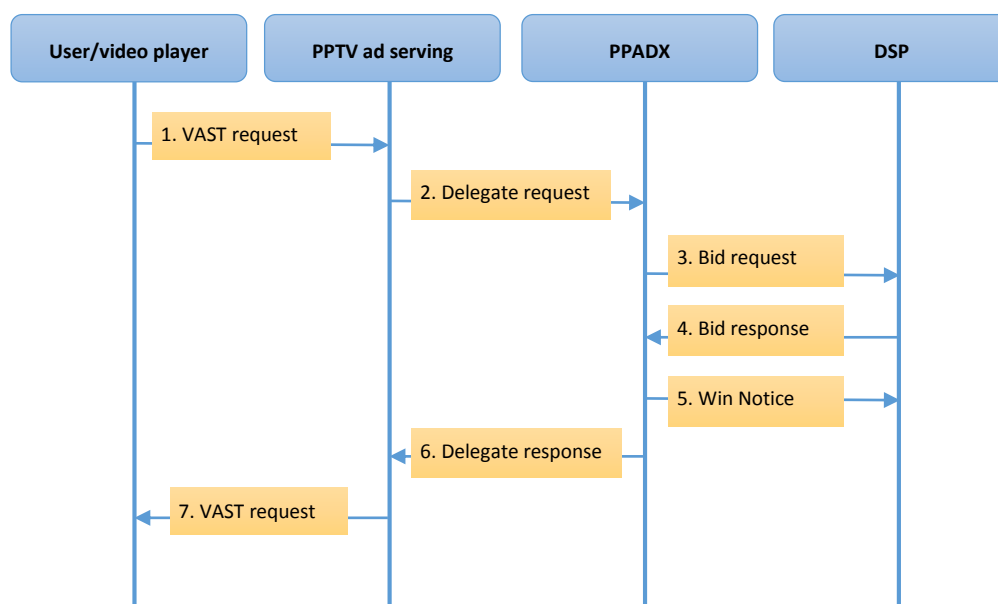 User/video player
PPTV ad serving
PPADX
DSP
1. VAST request
2. Delegate request
3. Bid request
4. Bid response
5. Win Notice
6. Delegate response
7. VAST request